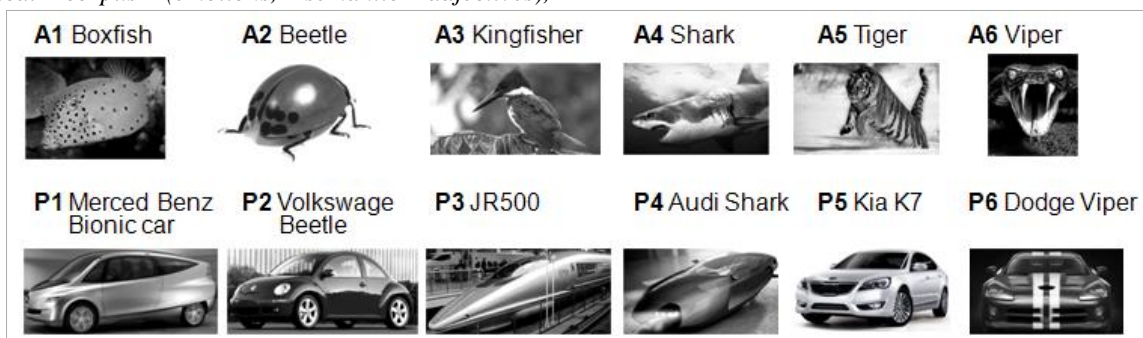 A1 Boxfish
A2 Beetle
A3 Kingfisher
A4 Shark
A5 Tiger
A6 Viper
P1 Merced Benz
Bionic car
P2 Volkswage
Beetle
P3 JR500
P4 Audi Shark
P5 Kia K7
P6 Dodge Viper